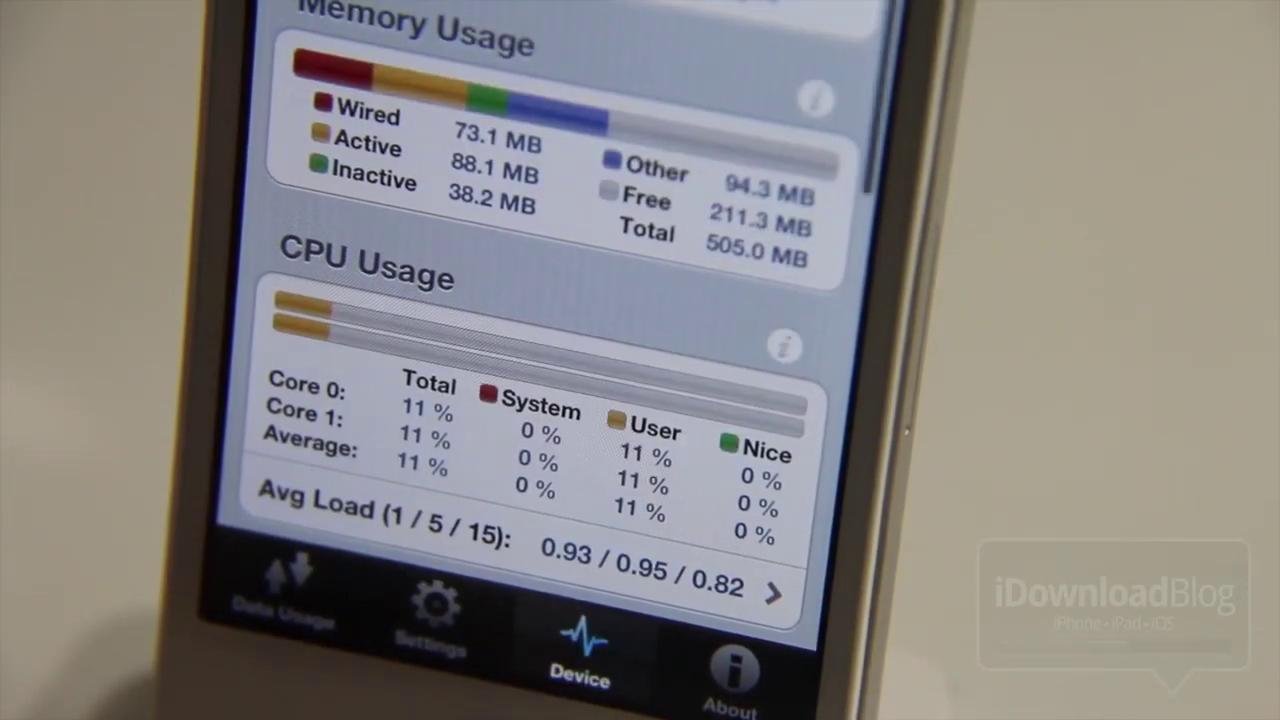 Memory Usage
Wired 73.1 MB
Active 88.1 MB
Inactive 38.2 MB
Other 94.3 MB
Free 211.3 MB
Total 505.0 MB
CPU Usage
Total System User Nice
Core 0: 11 % 0 % 11 % 0 %
Core 1: 11 % 0 % 11 % 0 %
Average: 11 % 0 % 11 % 0 %
Avg Load (1 / 5 / 15): 0.93 / 0.95 / 0.82
Data Usage
Settings
Device
About
iDownloadBlog
iPhone • iPad • iOS